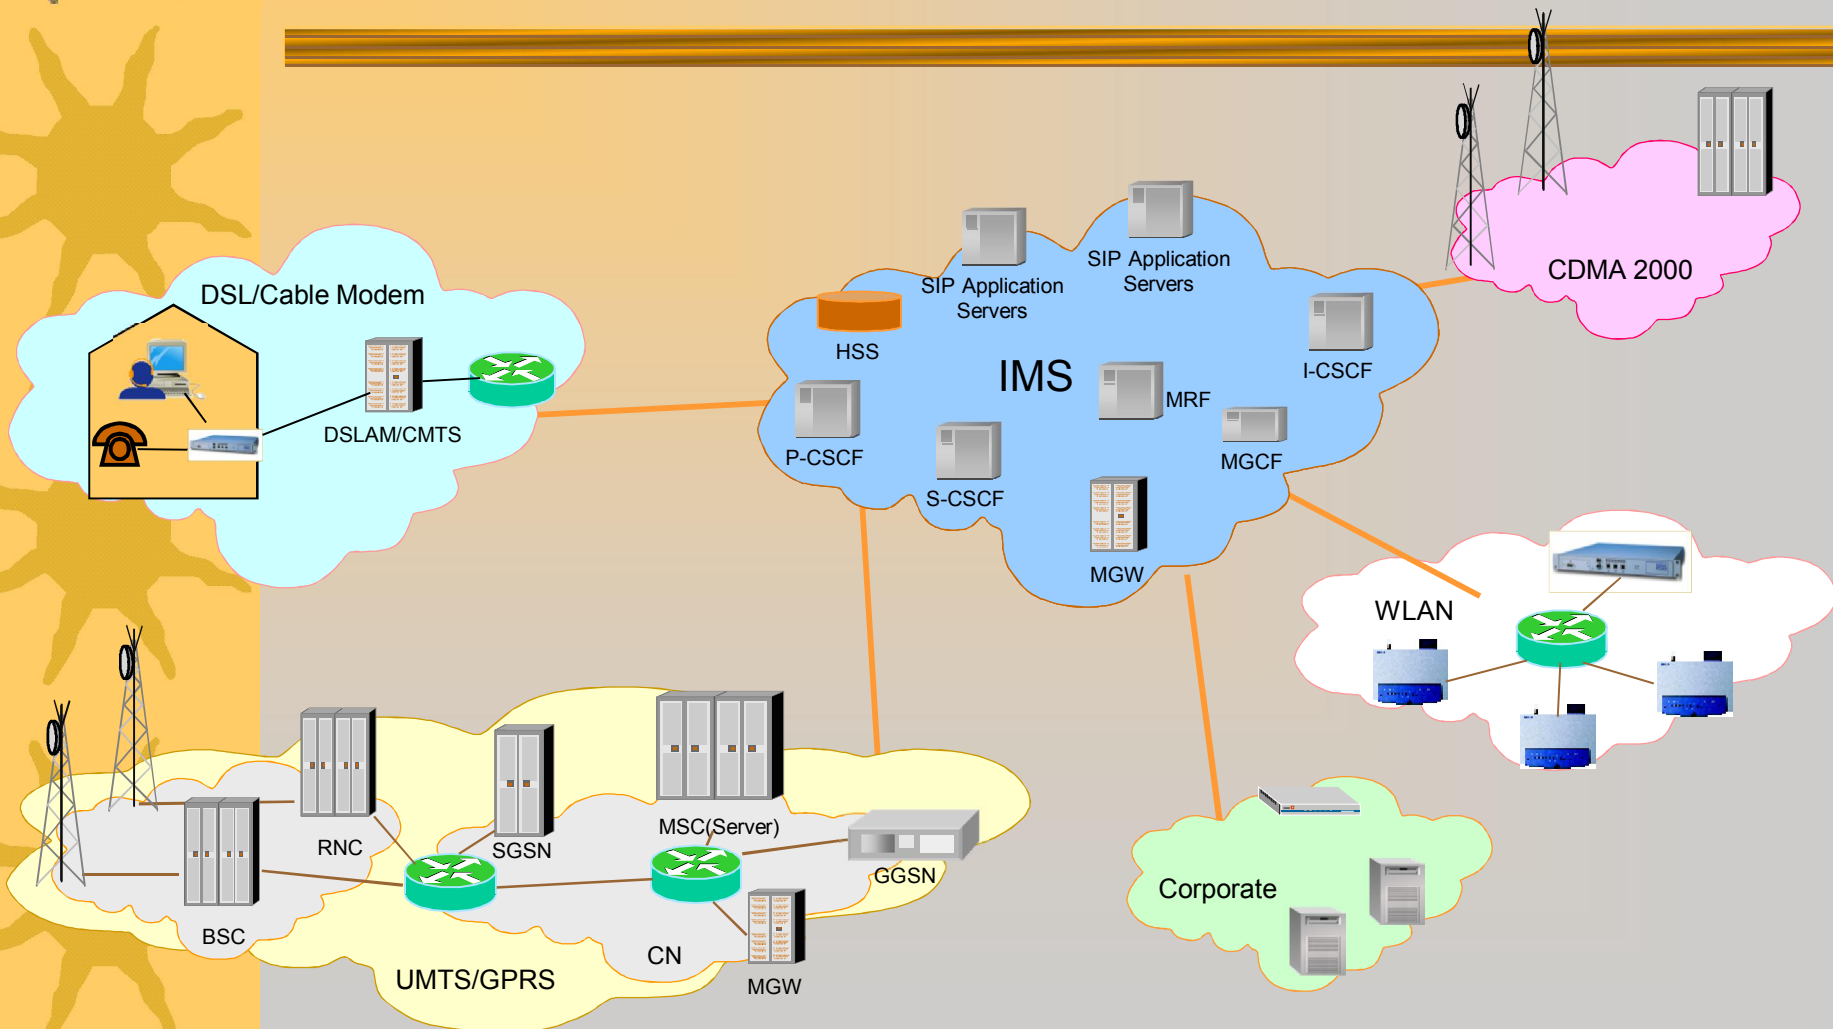 CDMA 2000
SIP Application
Servers
SIP Application
Servers
DSL/Cable Modem
HSS
IMS
I-CSCF
MRF
DSLAM/CMTS
P-CSCF
MGCF
S-CSCF
MGW
WLAN
RNC
SGSN
MSC(Server)
GGSN
Corporate
BSC
CN
UMTS/GPRS
MGW